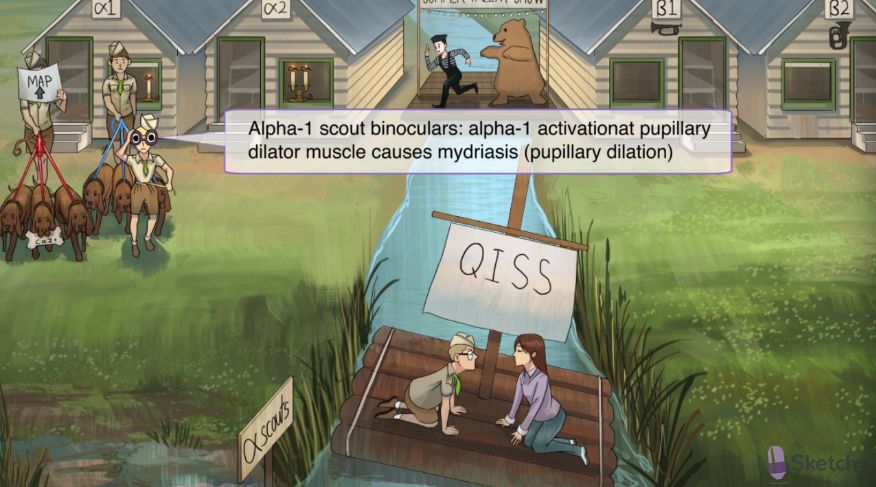 SUMMER TALENT SHOW
α1
α2
β1
β2
MAP
Alpha-1 scout binoculars: alpha-1 activationat pupillary
dilator muscle causes mydriasis (pupillary dilation)
Ca2+
QISS
α scouts
Sketchy